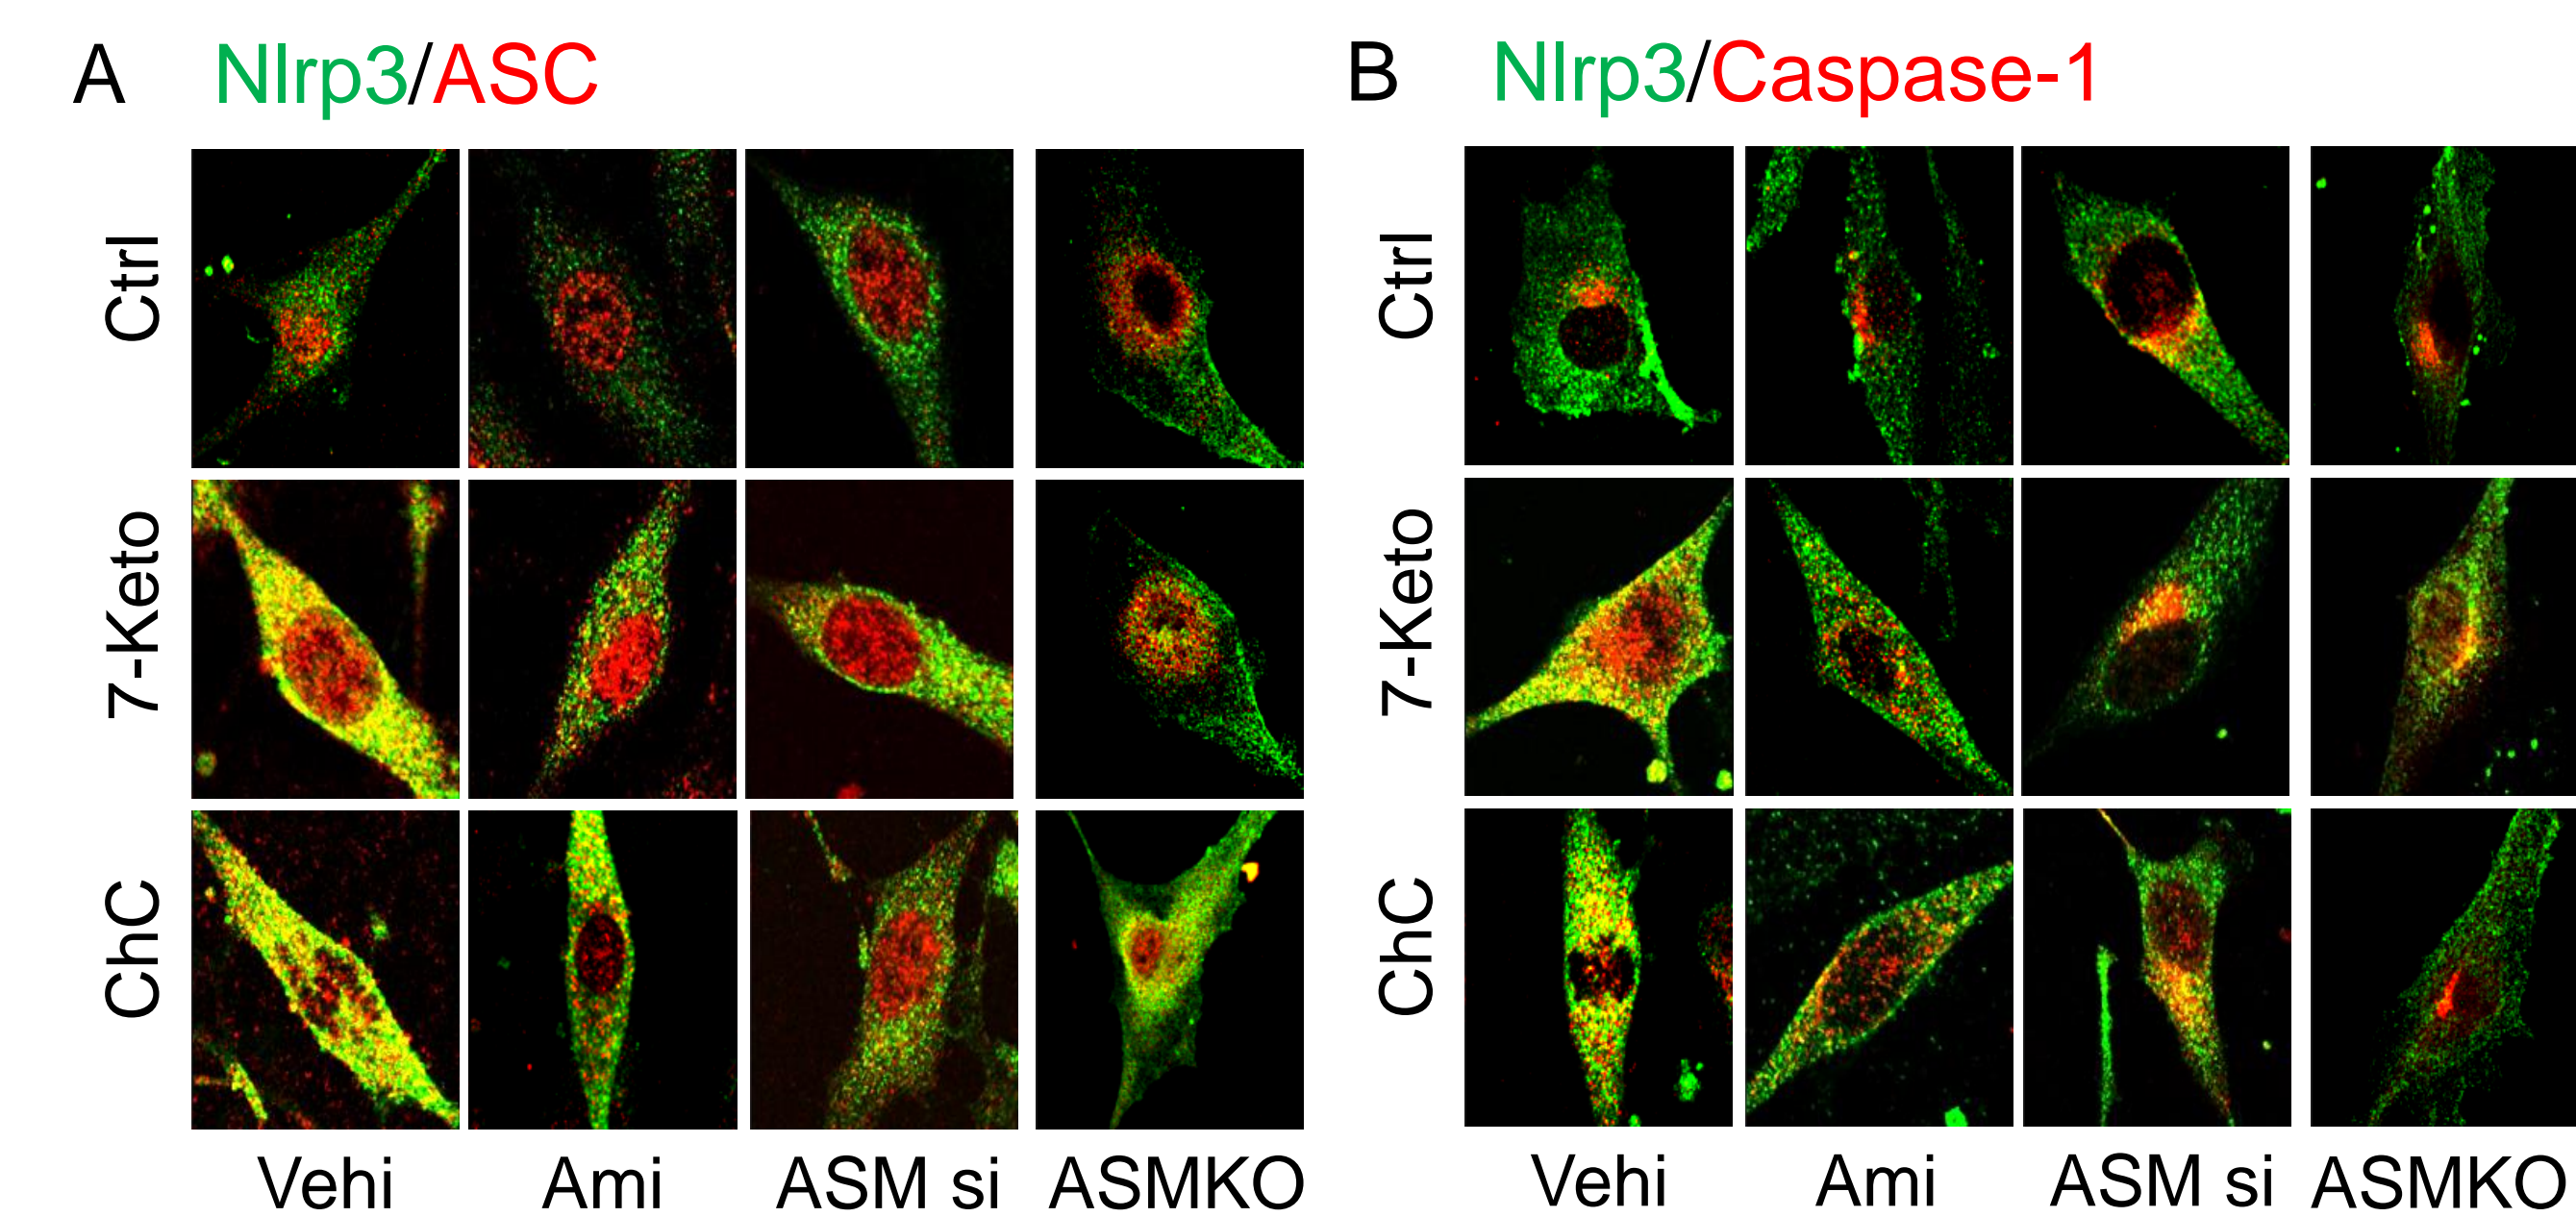 A Nlrp3/ASC
Ctrl
7-Keto
ChC
Vehi Ami ASM si ASMKO
B Nlrp3/Caspase-1
Ctrl
7-Keto
ChC
Vehi Ami ASM si ASMKO